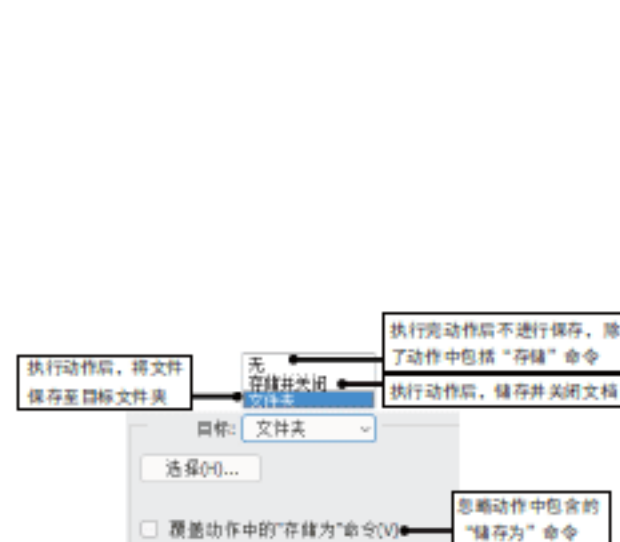 执行完动作后不进行保存，除
了动作中包括“存储”命令
执行动作后，将文件
保存至目标文件夹
无
存储并关闭
文件夹
执行动作后，储存并关闭文档
目标: 文件夹
选择(H)...
忽略动作中包含的
“储存为”命令
覆盖动作中的"存储为"命令(V)